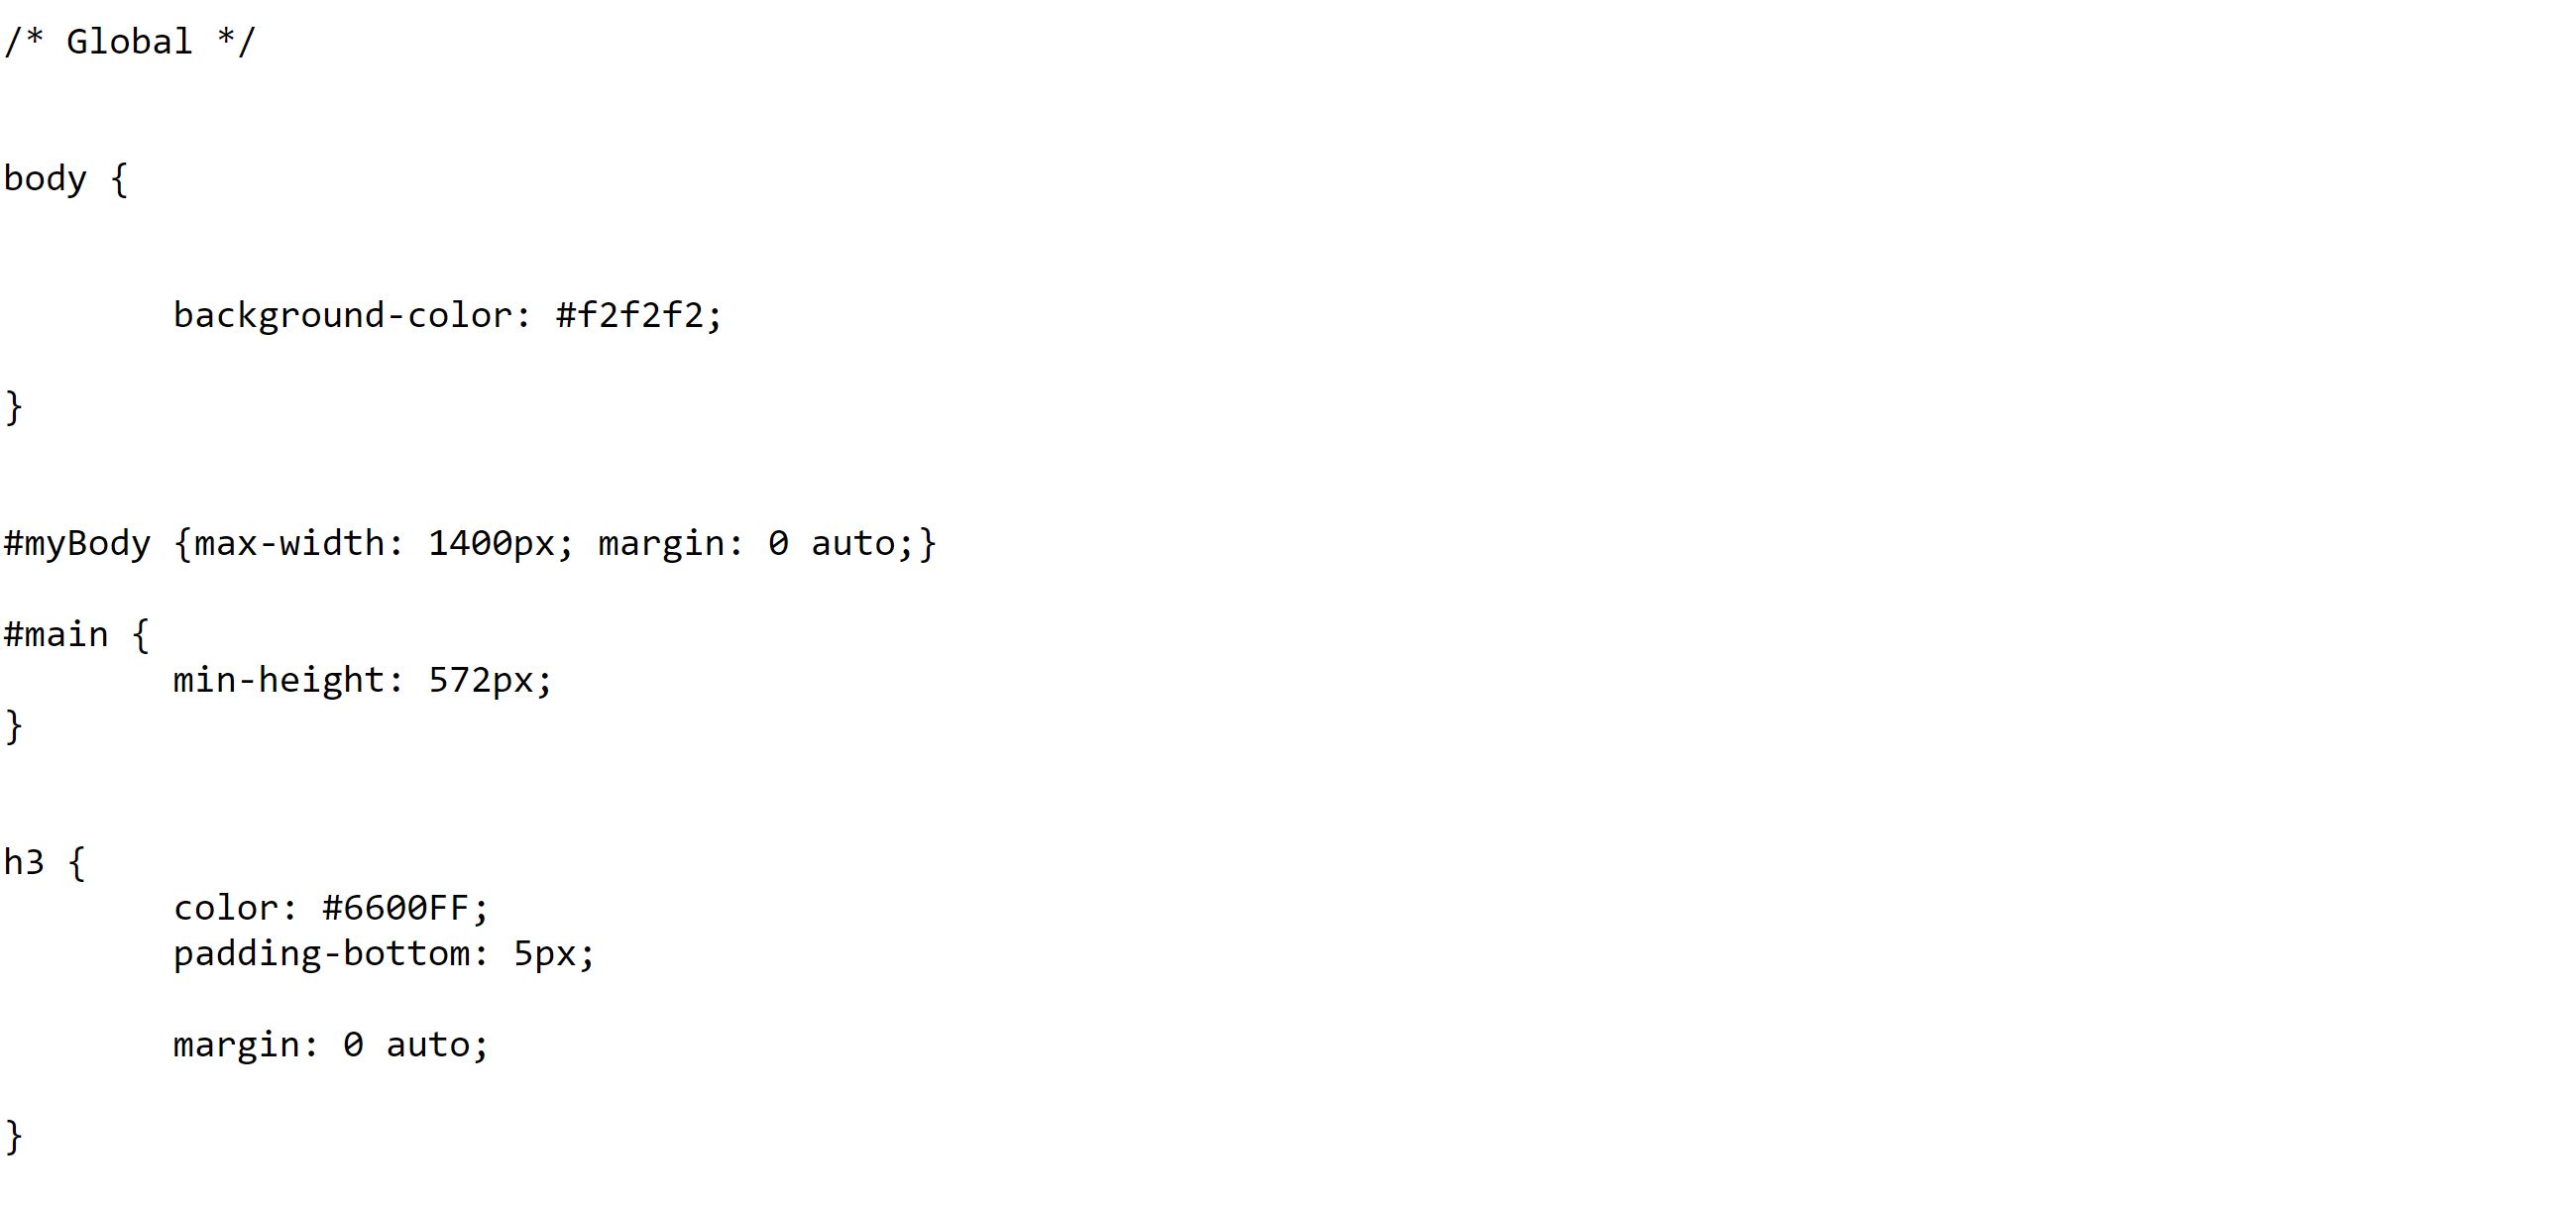 /* Global */
body {
background-color: #f2f2f2;
}
#myBody {max-width: 1400px; margin: 0 auto;}
#main {
min-height: 572px;
}
h3 {
color: #6600FF;
padding-bottom: 5px;
margin: 0 auto;
}